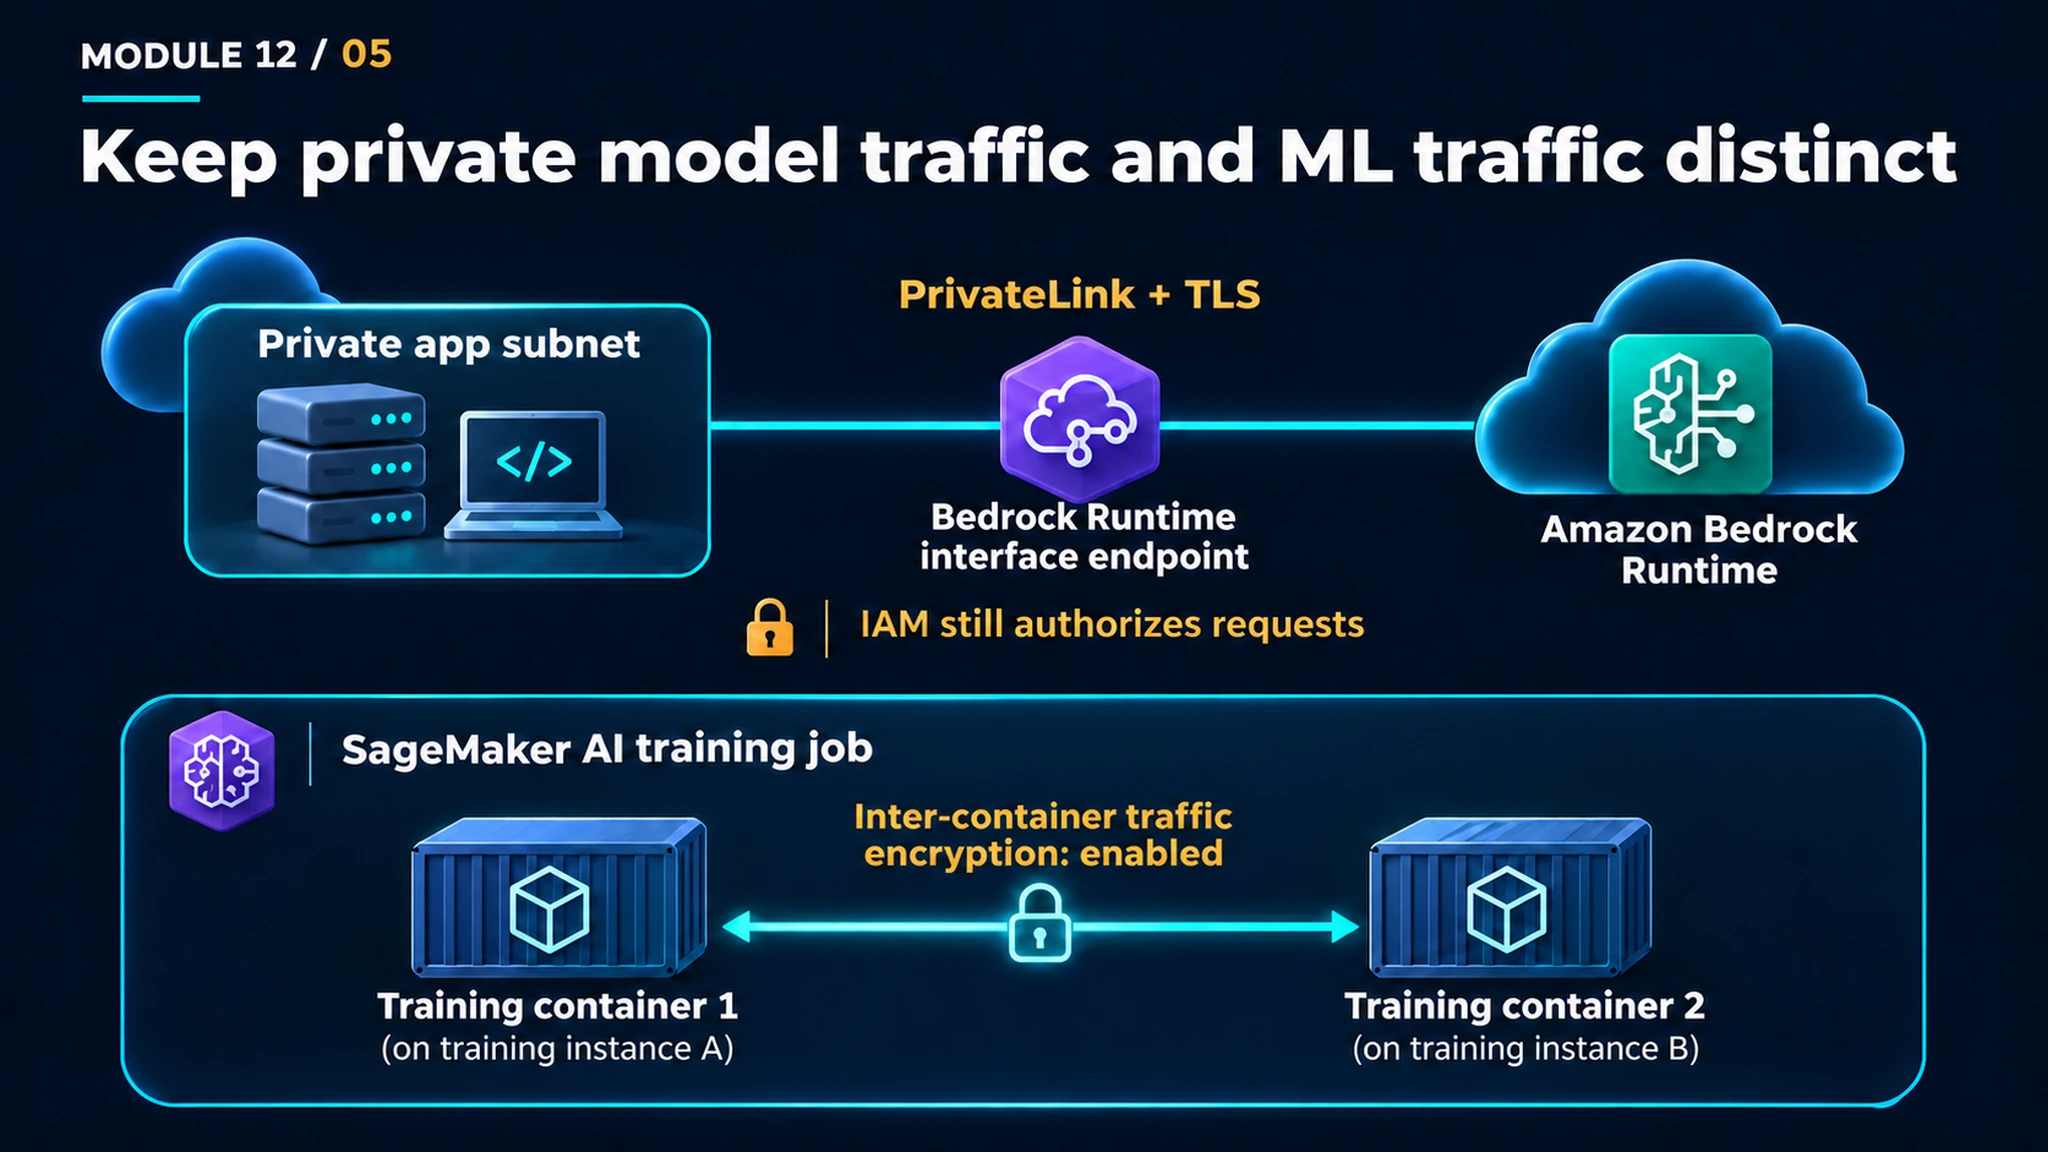 MODULE 12 / 05
Keep private model traffic and ML traffic distinct
Private app subnet
</>
PrivateLink + TLS
Bedrock Runtime
interface endpoint
Amazon Bedrock
Runtime
IAM still authorizes requests
SageMaker AI training job
Inter-container traffic
encryption: enabled
Training container 1
(on training instance A)
Training container 2
(on training instance B)